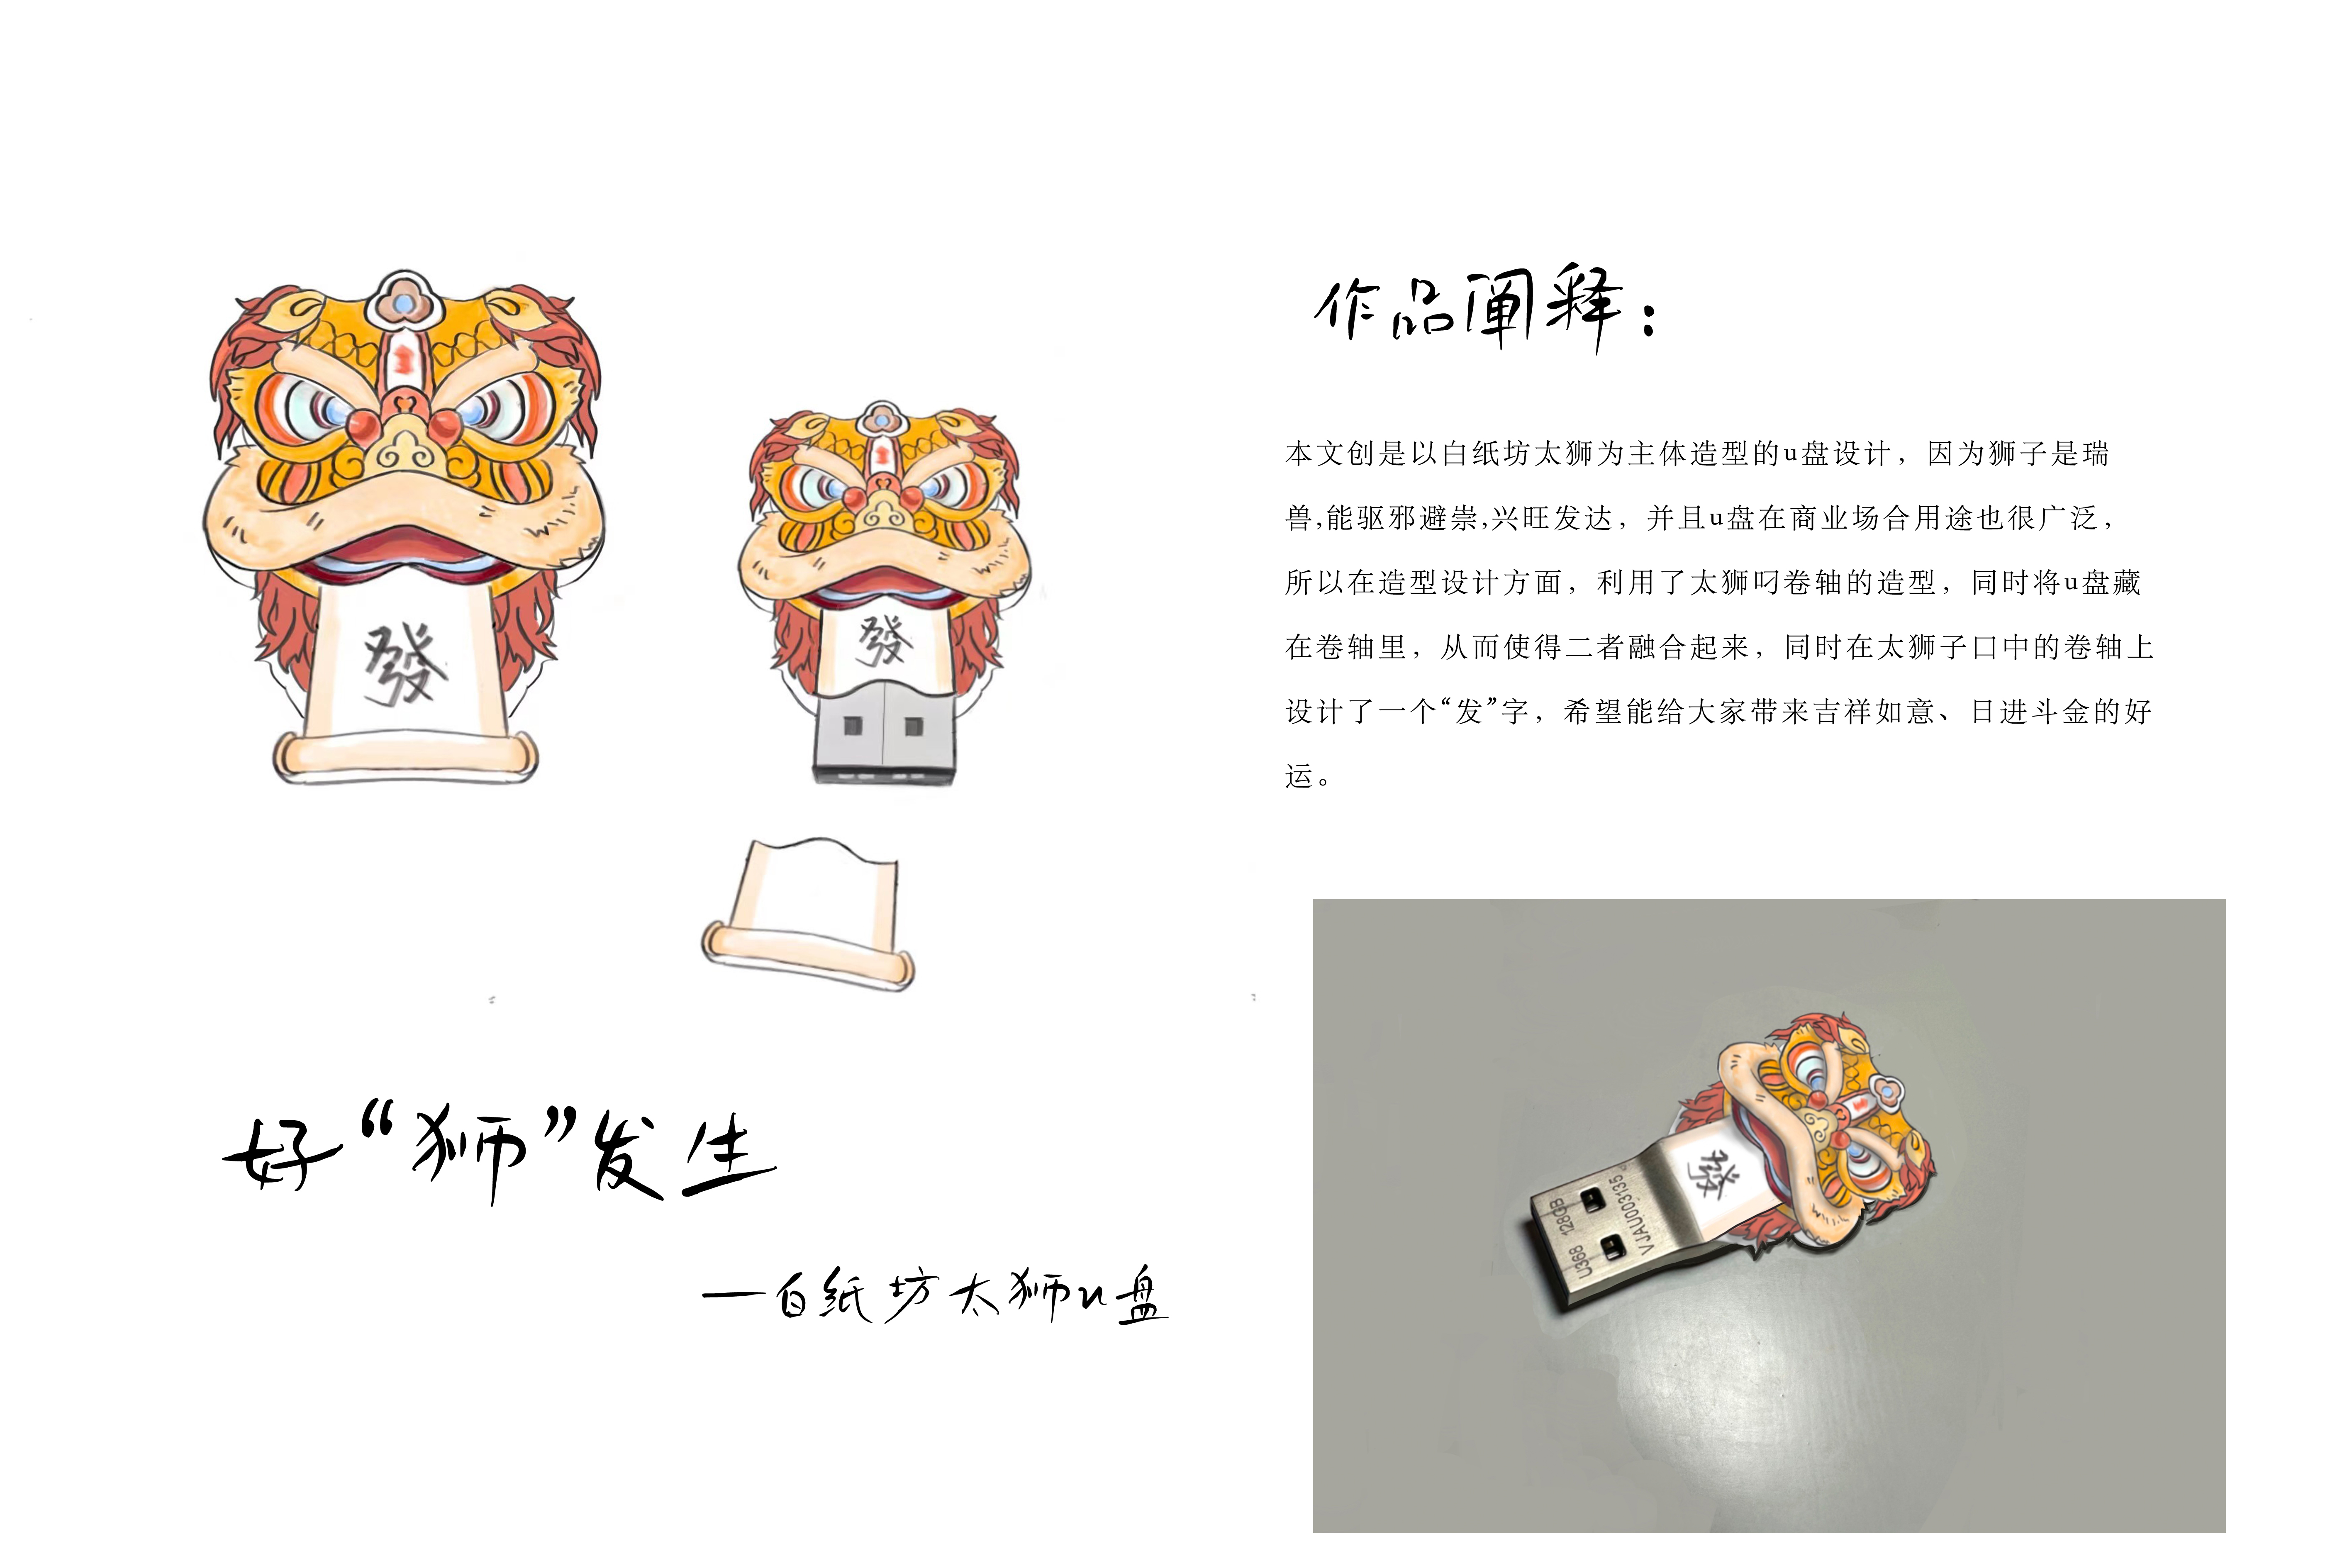 發
發
好“狮”发生
—白纸坊太狮u盘
作品阐释：
本文创是以白纸坊太狮为主体造型的u盘设计，因为狮子是瑞
兽,能驱邪避祟,兴旺发达，并且u盘在商业场合用途也很广泛，
所以在造型设计方面，利用了太狮叼卷轴的造型，同时将u盘藏
在卷轴里，从而使得二者融合起来，同时在太狮子口中的卷轴上
设计了一个“发”字，希望能给大家带来吉祥如意、日进斗金的好
运。
發
U368 128GB
VJAU003135